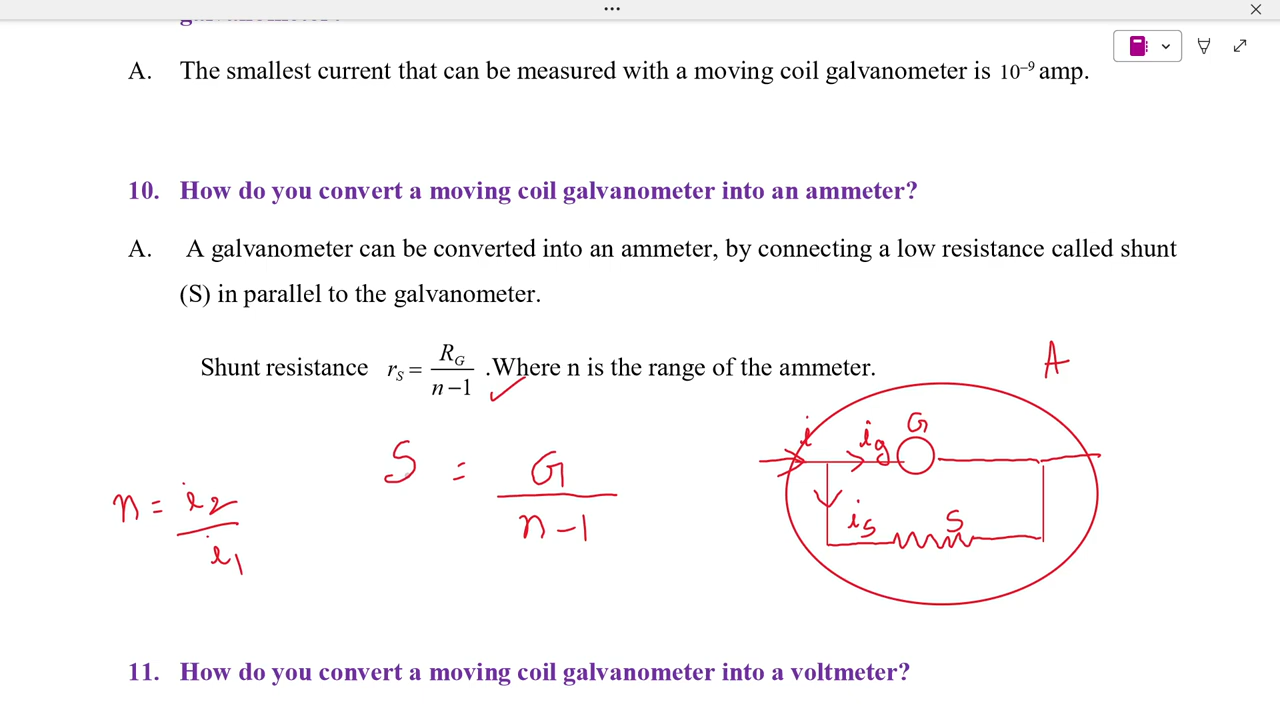 A. The smallest current that can be measured with a moving coil galvanometer is 10⁻⁹ amp.
10. How do you convert a moving coil galvanometer into an ammeter?
A. A galvanometer can be converted into an ammeter, by connecting a low resistance called shunt
(S) in parallel to the galvanometer.
Shunt resistance r_S = R_G / (n−1) .Where n is the range of the ammeter.
A
i i_g G
S = G / (n−1)
n = i_2 / i_1
i_s S
11. How do you convert a moving coil galvanometer into a voltmeter?